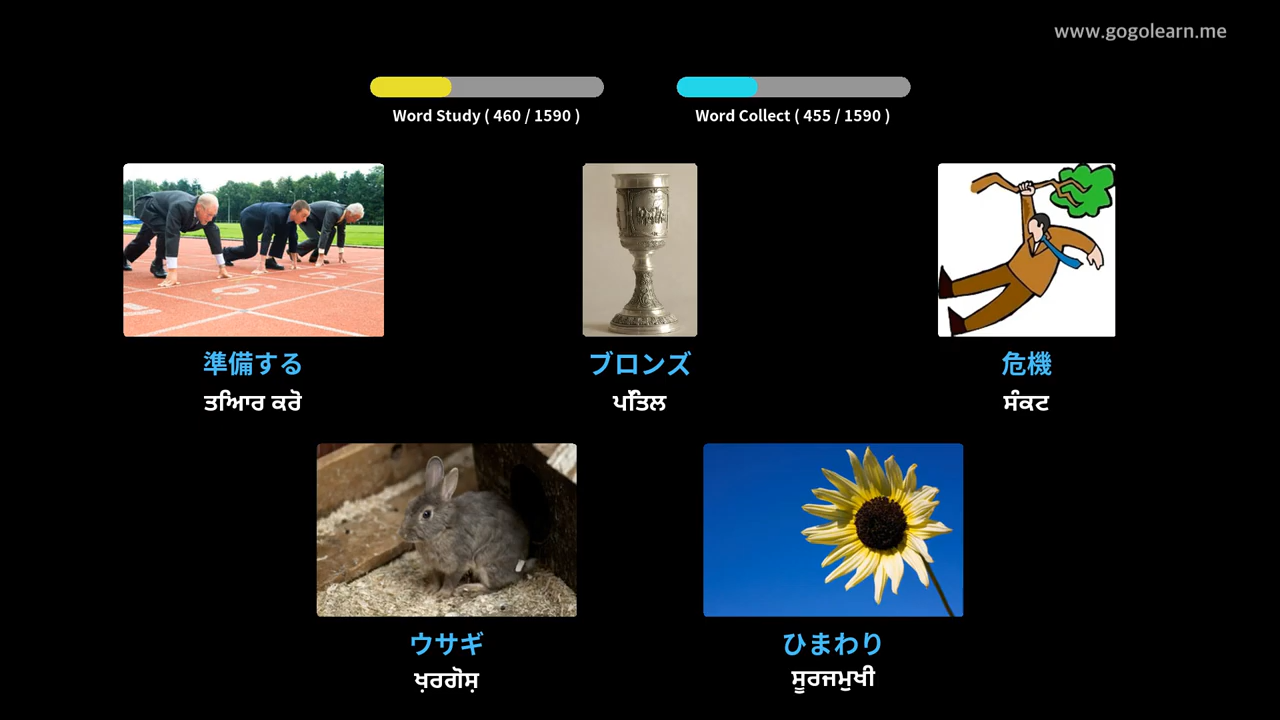 www.gogolearn.me
Word Study ( 460 / 1590 )
Word Collect ( 455 / 1590 )
準備する
ਤਿਆਰ ਕਰੋ
ブロンズ
ਪਿੱਤਲ
危機
ਸੰਕਟ
ウサギ
ਖ਼ਰਗੋਸ਼
ひまわり
ਸੂਰਜਮੁਖੀ